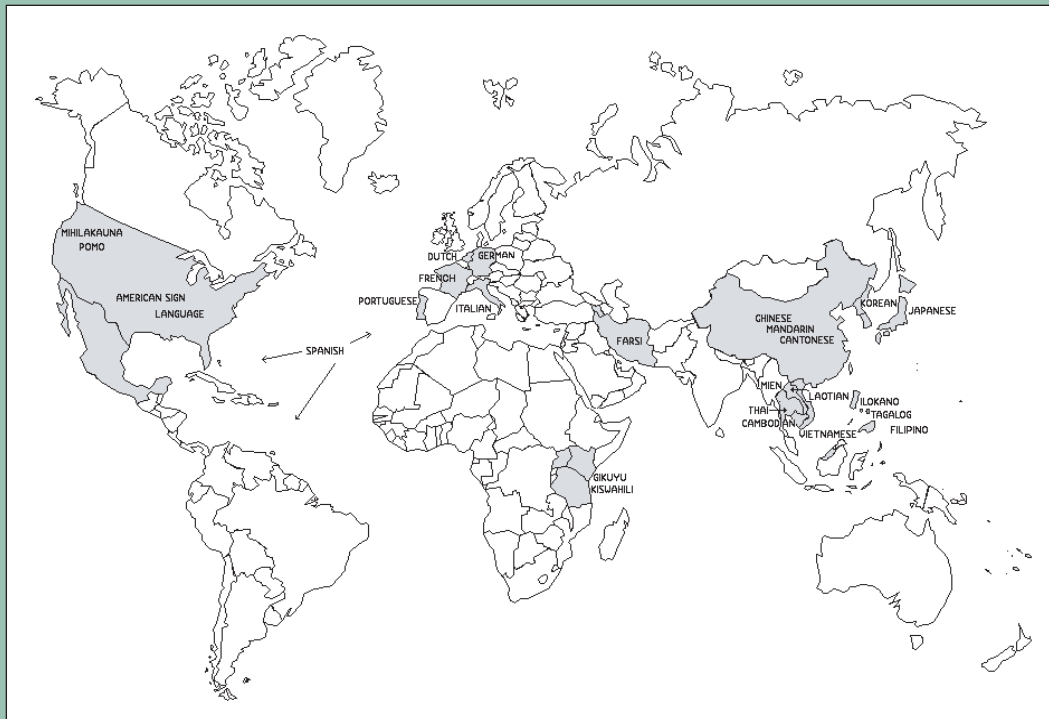 MIHILAKAUNA
POMO
AMERICAN SIGN
LANGUAGE
SPANISH
DUTCH
GERMAN
FRENCH
PORTUGUESE
ITALIAN
FARSI
GIKUYU
KISWAHILI
CHINESE
MANDARIN
CANTONESE
KOREAN
JAPANESE
MIEN
LAOTIAN
THAI
CAMBODIAN
VIETNAMESE
ILOKANO
TAGALOG
FILIPINO